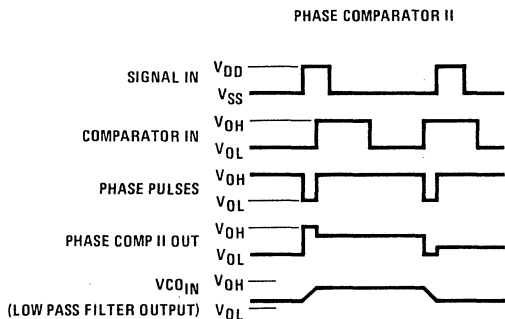 PHASE COMPARATOR II
SIGNAL IN VDD
VSS
COMPARATOR IN VOH
VOL
PHASE PULSES VOH
VOL
PHASE COMP II OUT VOH
VOL
VCOIN VOH
(LOW PASS FILTER OUTPUT) VOL